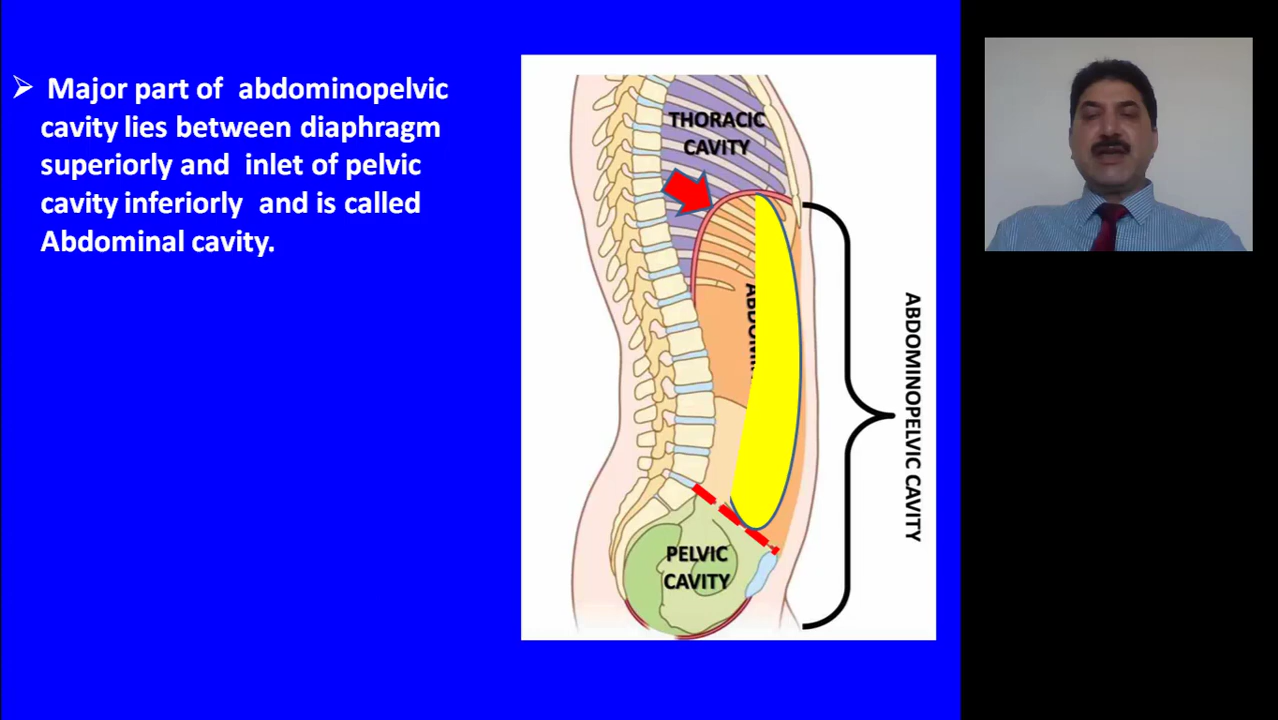 ➢ Major part of abdominopelvic
cavity lies between diaphragm
superiorly and inlet of pelvic
cavity inferiorly and is called
Abdominal cavity.
THORACIC
CAVITY
PELVIC
CAVITY
ABDOMINOPELVIC CAVITY